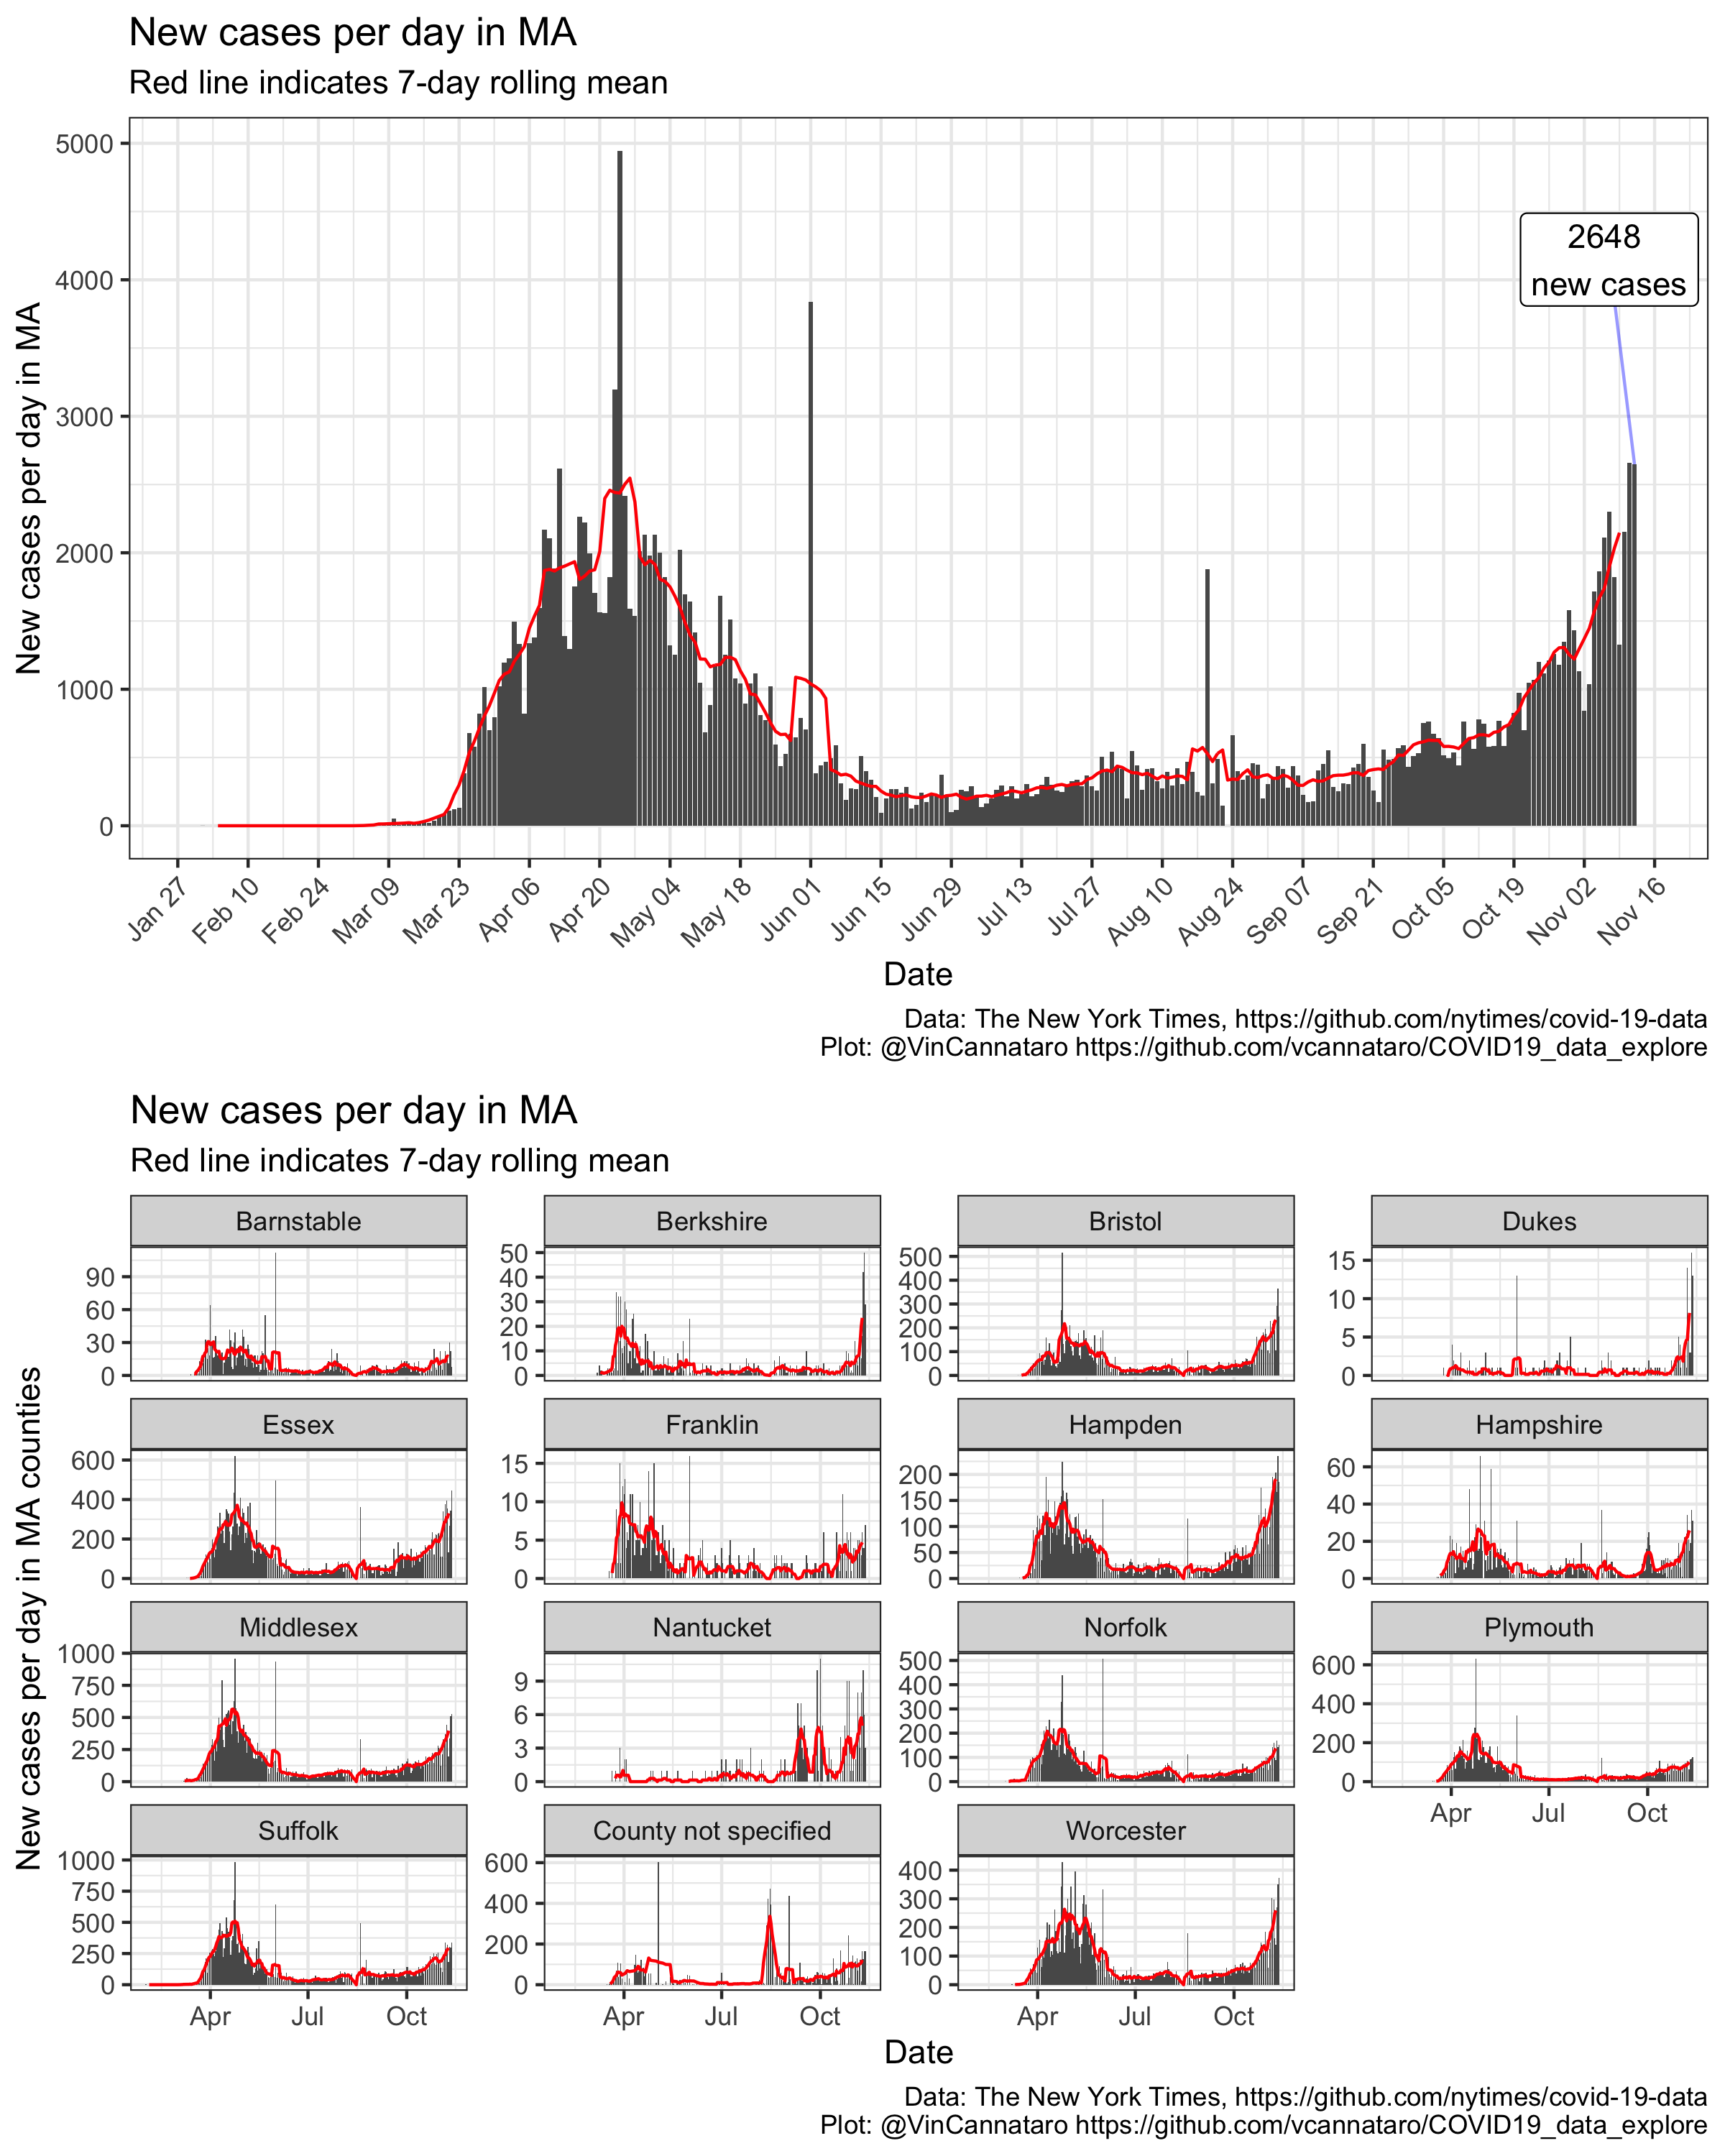 New cases per day in MA
Red line indicates 7-day rolling mean
New cases per day in MA
5000
4000
3000
2000
1000
0
2648
new cases
Jan 27
Feb 10
Feb 24
Mar 09
Mar 23
Apr 06
Apr 20
May 04
May 18
Jun 01
Jun 15
Jun 29
Jul 13
Jul 27
Aug 10
Aug 24
Sep 07
Sep 21
Oct 05
Oct 19
Nov 02
Nov 16
Date
Data: The New York Times, https://github.com/nytimes/covid-19-data
Plot: @VinCannataro https://github.com/vcannataro/COVID19_data_explore
New cases per day in MA
Red line indicates 7-day rolling mean
New cases per day in MA counties
Barnstable
90
60
30
0
Berkshire
50
40
30
20
10
0
Bristol
500
400
300
200
100
0
Dukes
15
10
5
0
Essex
600
400
200
0
Franklin
15
10
5
0
Hampden
200
150
100
50
0
Hampshire
60
40
20
0
Middlesex
1000
750
500
250
0
Nantucket
9
6
3
0
Norfolk
500
400
300
200
100
0
Plymouth
600
400
200
0
Apr
Jul
Oct
Suffolk
1000
750
500
250
0
Apr
Jul
Oct
County not specified
600
400
200
0
Apr
Jul
Oct
Worcester
400
300
200
100
0
Apr
Jul
Oct
Date
Data: The New York Times, https://github.com/nytimes/covid-19-data
Plot: @VinCannataro https://github.com/vcannataro/COVID19_data_explore